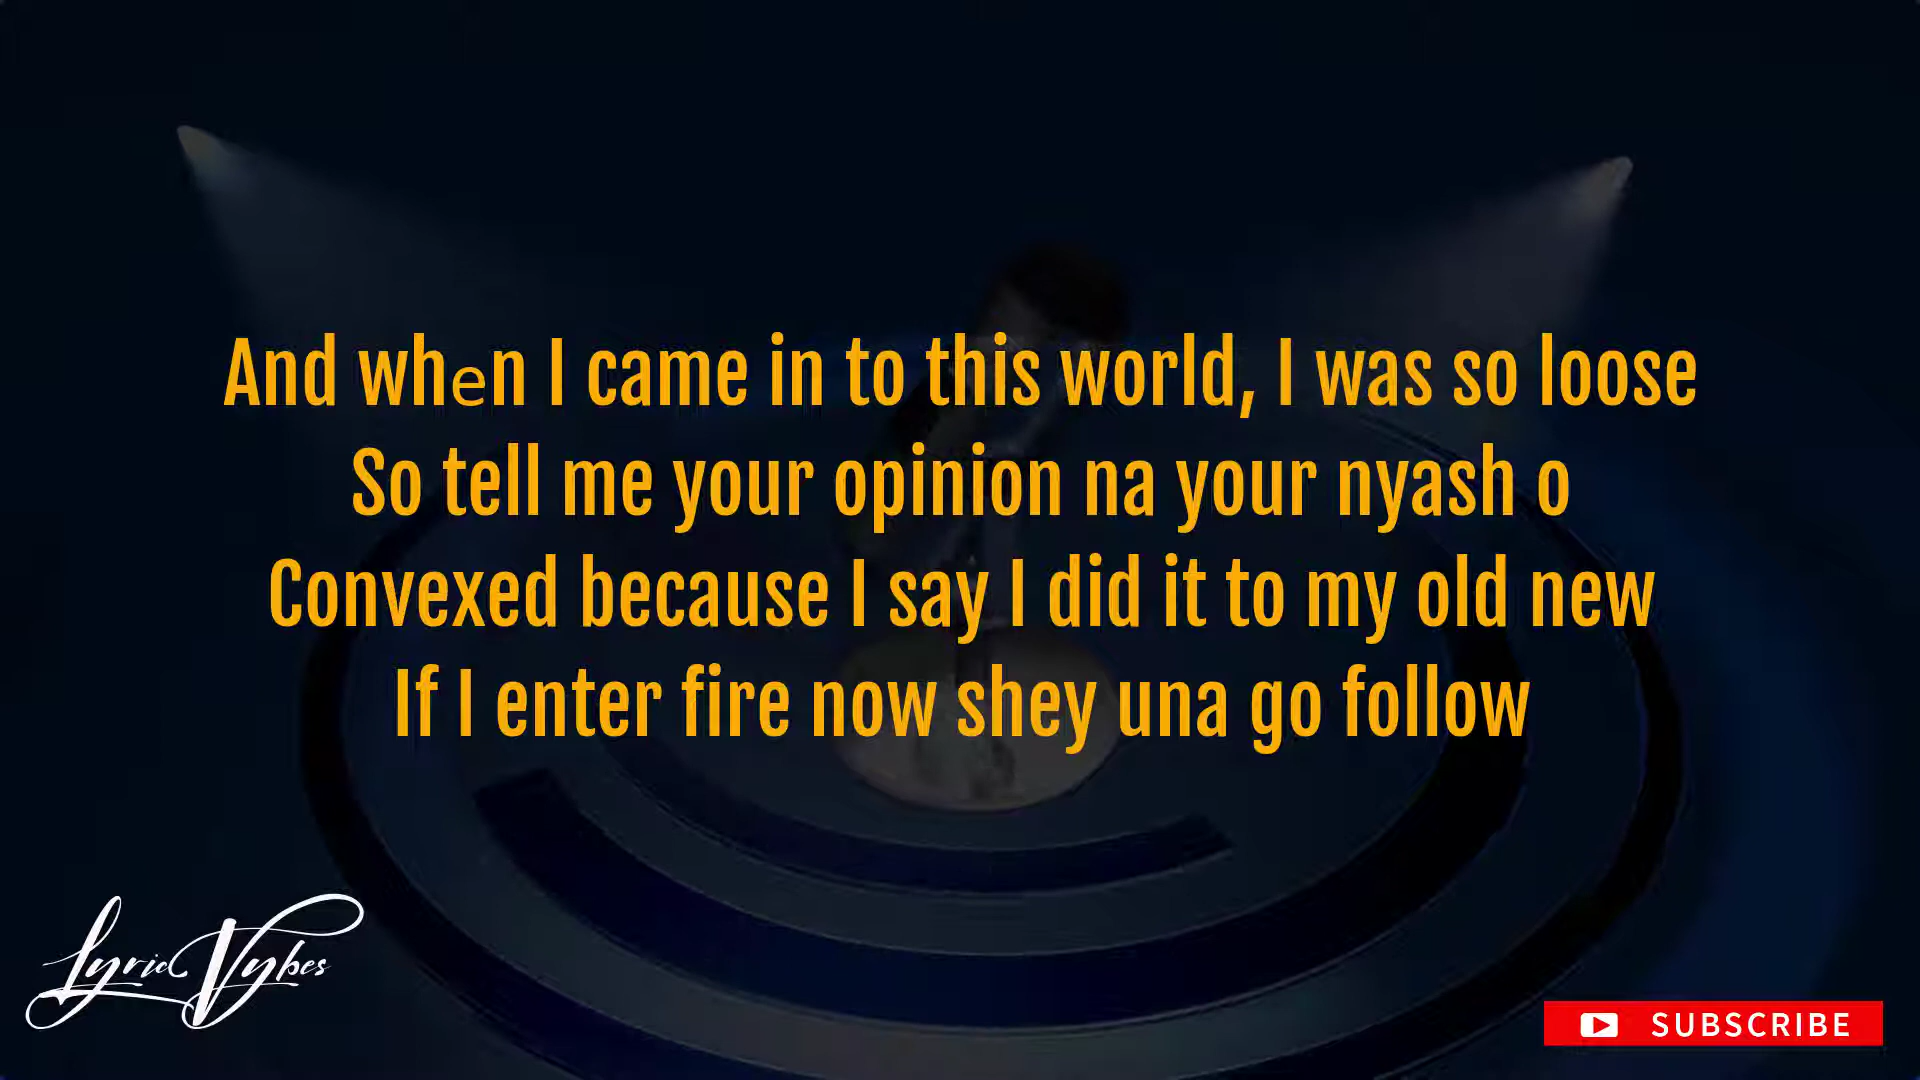 And when I came in to this world, I was so loose
So tell me your opinion na your nyash o
Convexed because I say I did it to my old new
If I enter fire now shey una go follow
Lyric Vybes
SUBSCRIBE